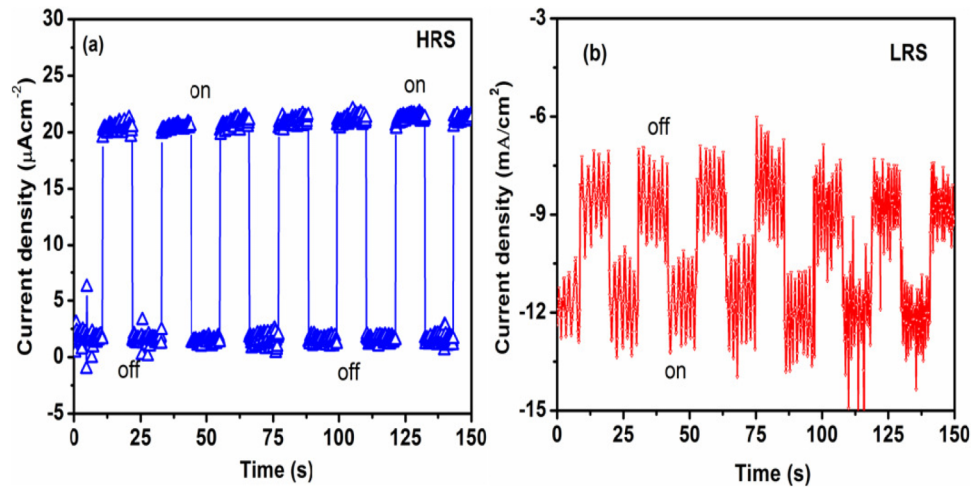 (a)
HRS
on
on
off
off
30
25
20
15
10
5
0
-5
0
25
50
75
100
125
150
Current density (μAcm⁻²)
Time (s)
(b)
LRS
off
on
-3
-6
-9
-12
-15
0
25
50
75
100
125
150
Current density (mA/cm²)
Time (s)